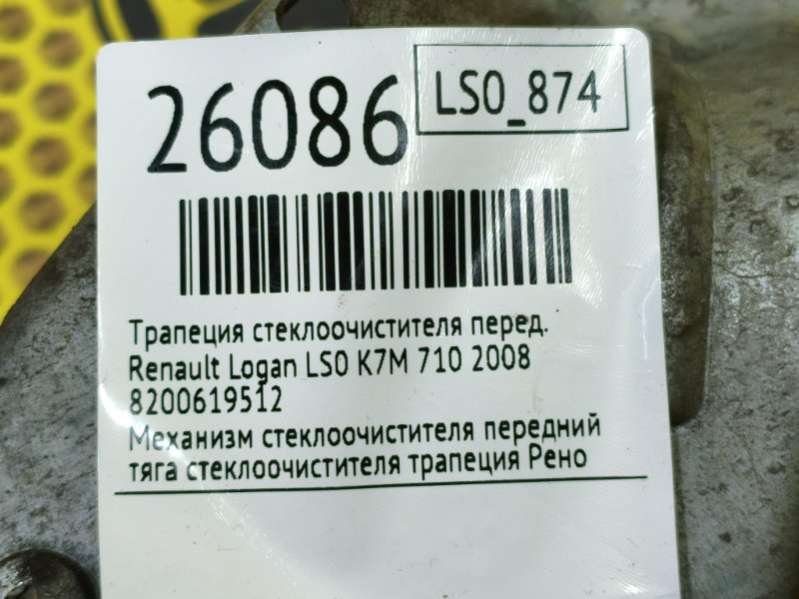 26086
LS0_874
Трапеция стеклоочистителя перед.
Renault Logan LS0 K7M 710 2008
8200619512
Механизм стеклоочистителя передний
тяга стеклоочистителя трапеция Рено